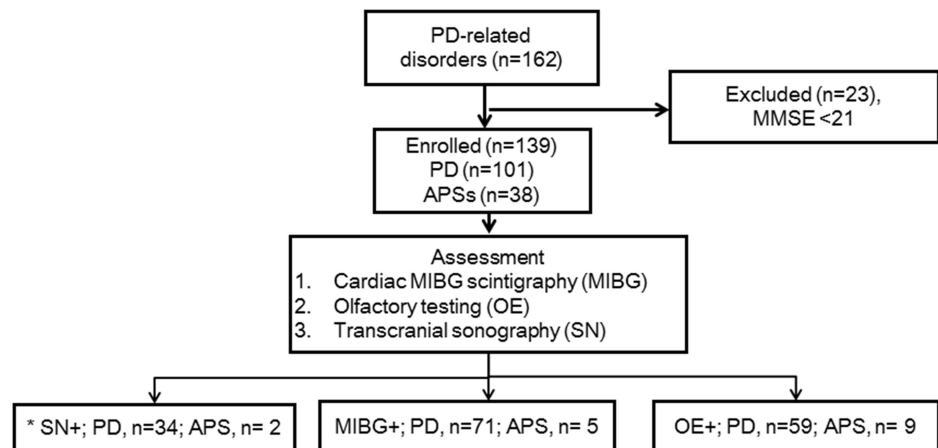 PD-related
disorders (n=162)
Excluded (n=23),
MMSE <21
Enrolled (n=139)
PD (n=101)
APSs (n=38)
Assessment
1. Cardiac MIBG scintigraphy (MIBG)
2. Olfactory testing (OE)
3. Transcranial sonography (SN)
* SN+; PD, n=34; APS, n= 2
MIBG+; PD, n=71; APS, n= 5
OE+; PD, n=59; APS, n= 9